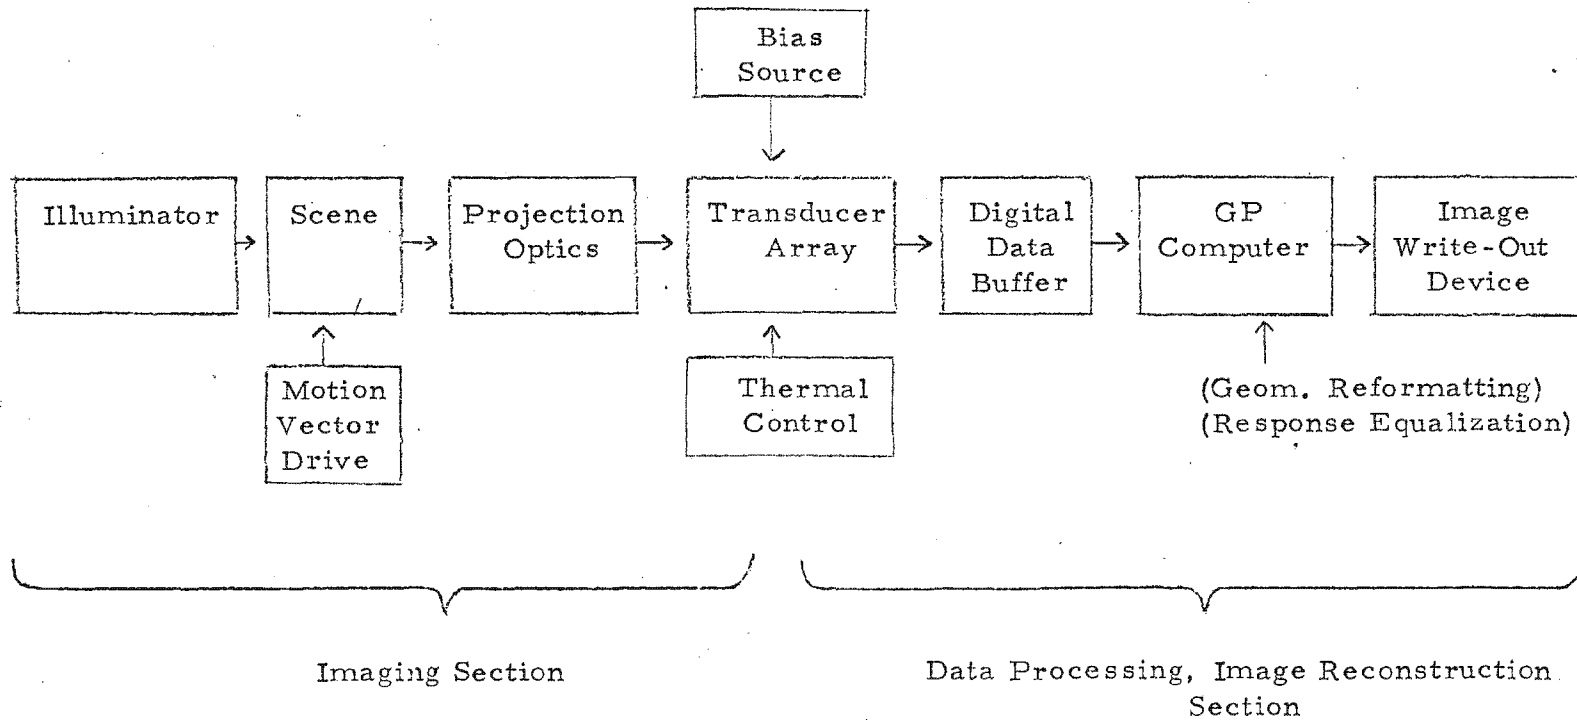 Bias
Source
Illuminator
Scene
Projection
Optics
Transducer
Array
Digital
Data
Buffer
GP
Computer
Image
Write-Out
Device
Motion
Vector
Drive
Thermal
Control
(Geom. Reformatting)
(Response Equalization)
Imaging Section
Data Processing, Image Reconstruction
Section